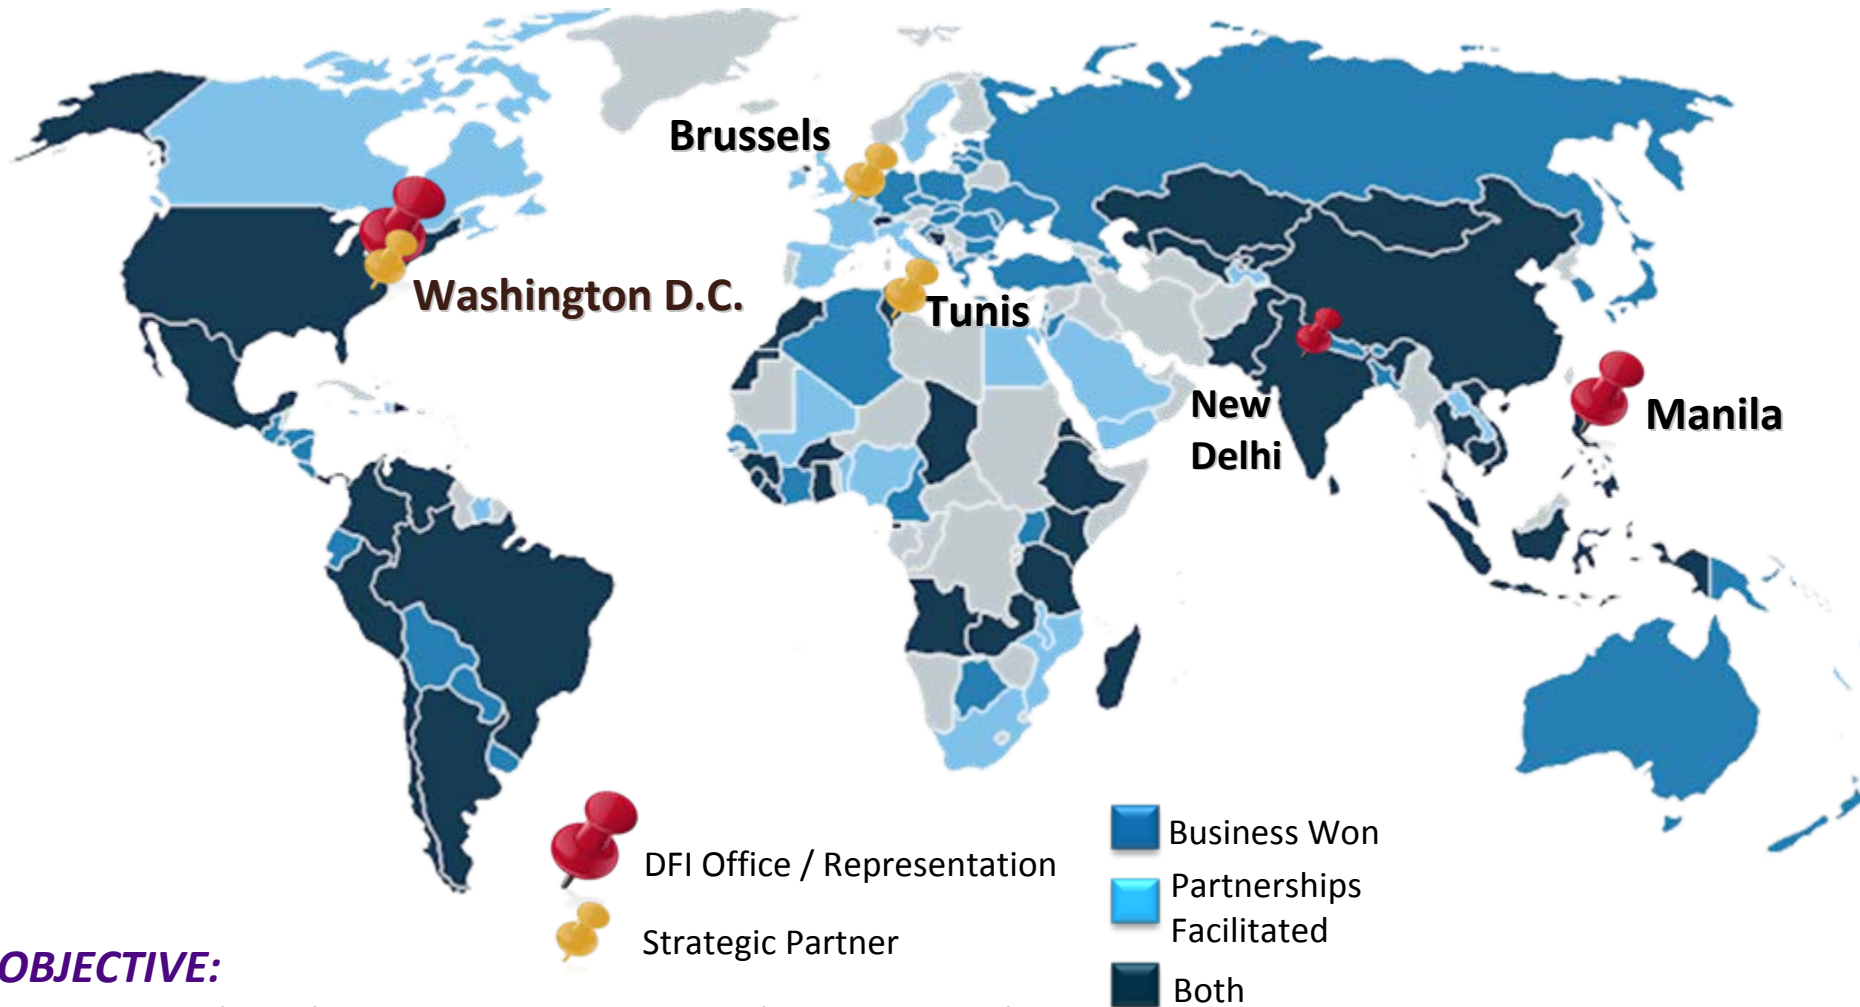 Brussels
Washington D.C.
Tunis
New
Delhi
Manila
DFI Office / Representation
Strategic Partner
Business Won
Partnerships
Facilitated
Both
OBJECTIVE: